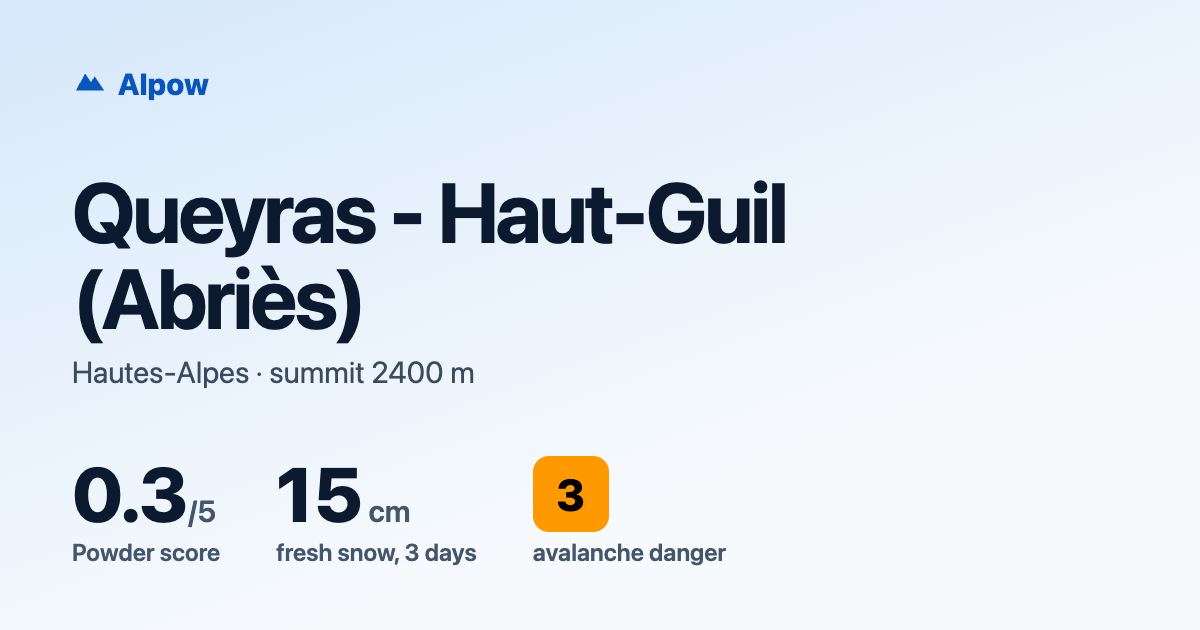 Alpow
Queyras - Haut-Guil
(Abriès)
Hautes-Alpes · summit 2400 m
0.3/5 15 cm 3
Powder score fresh snow, 3 days avalanche danger